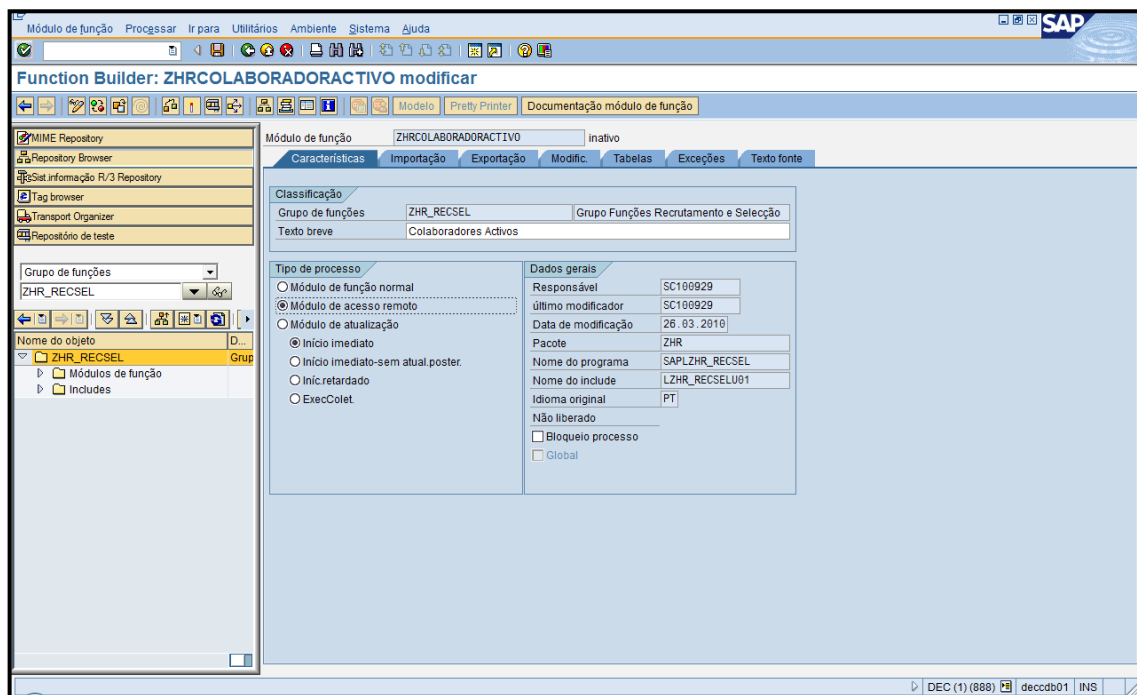 Módulo de função Processar Ir para Utilitários Ambiente Sistema Ajuda
SAP
Function Builder: ZHRCOLABORADORACTIVO modificar
Modelo Pretty Printer Documentação módulo de função
MIME Repository
Repository Browser
Sist.informação R/3 Repository
Tag browser
Transport Organizer
Repositório de teste
Grupo de funções
ZHR_RECSEL
Nome do objeto D...
ZHR_RECSEL Grup
Módulos de função
Includes
Módulo de função ZHRCOLABORADORACTIVO inativo
Características Importação Exportação Modific. Tabelas Exceções Texto fonte
Classificação
Grupo de funções ZHR_RECSEL Grupo Funções Recrutamento e Selecção
Texto breve Colaboradores Activos
Tipo de processo
Módulo de função normal
Módulo de acesso remoto
Módulo de atualização
Início imediato
Início imediato-sem atual.poster.
Iníc.retardado
ExecColet.
Dados gerais
Responsável SC100929
último modificador SC100929
Data de modificação 26.03.2010
Pacote ZHR
Nome do programa SAPLZHR_RECSEL
Nome do include LZHR_RECSELU01
Idioma original PT
Não liberado
Bloqueio processo
Global
DEC (1) (888) deccdb01 INS